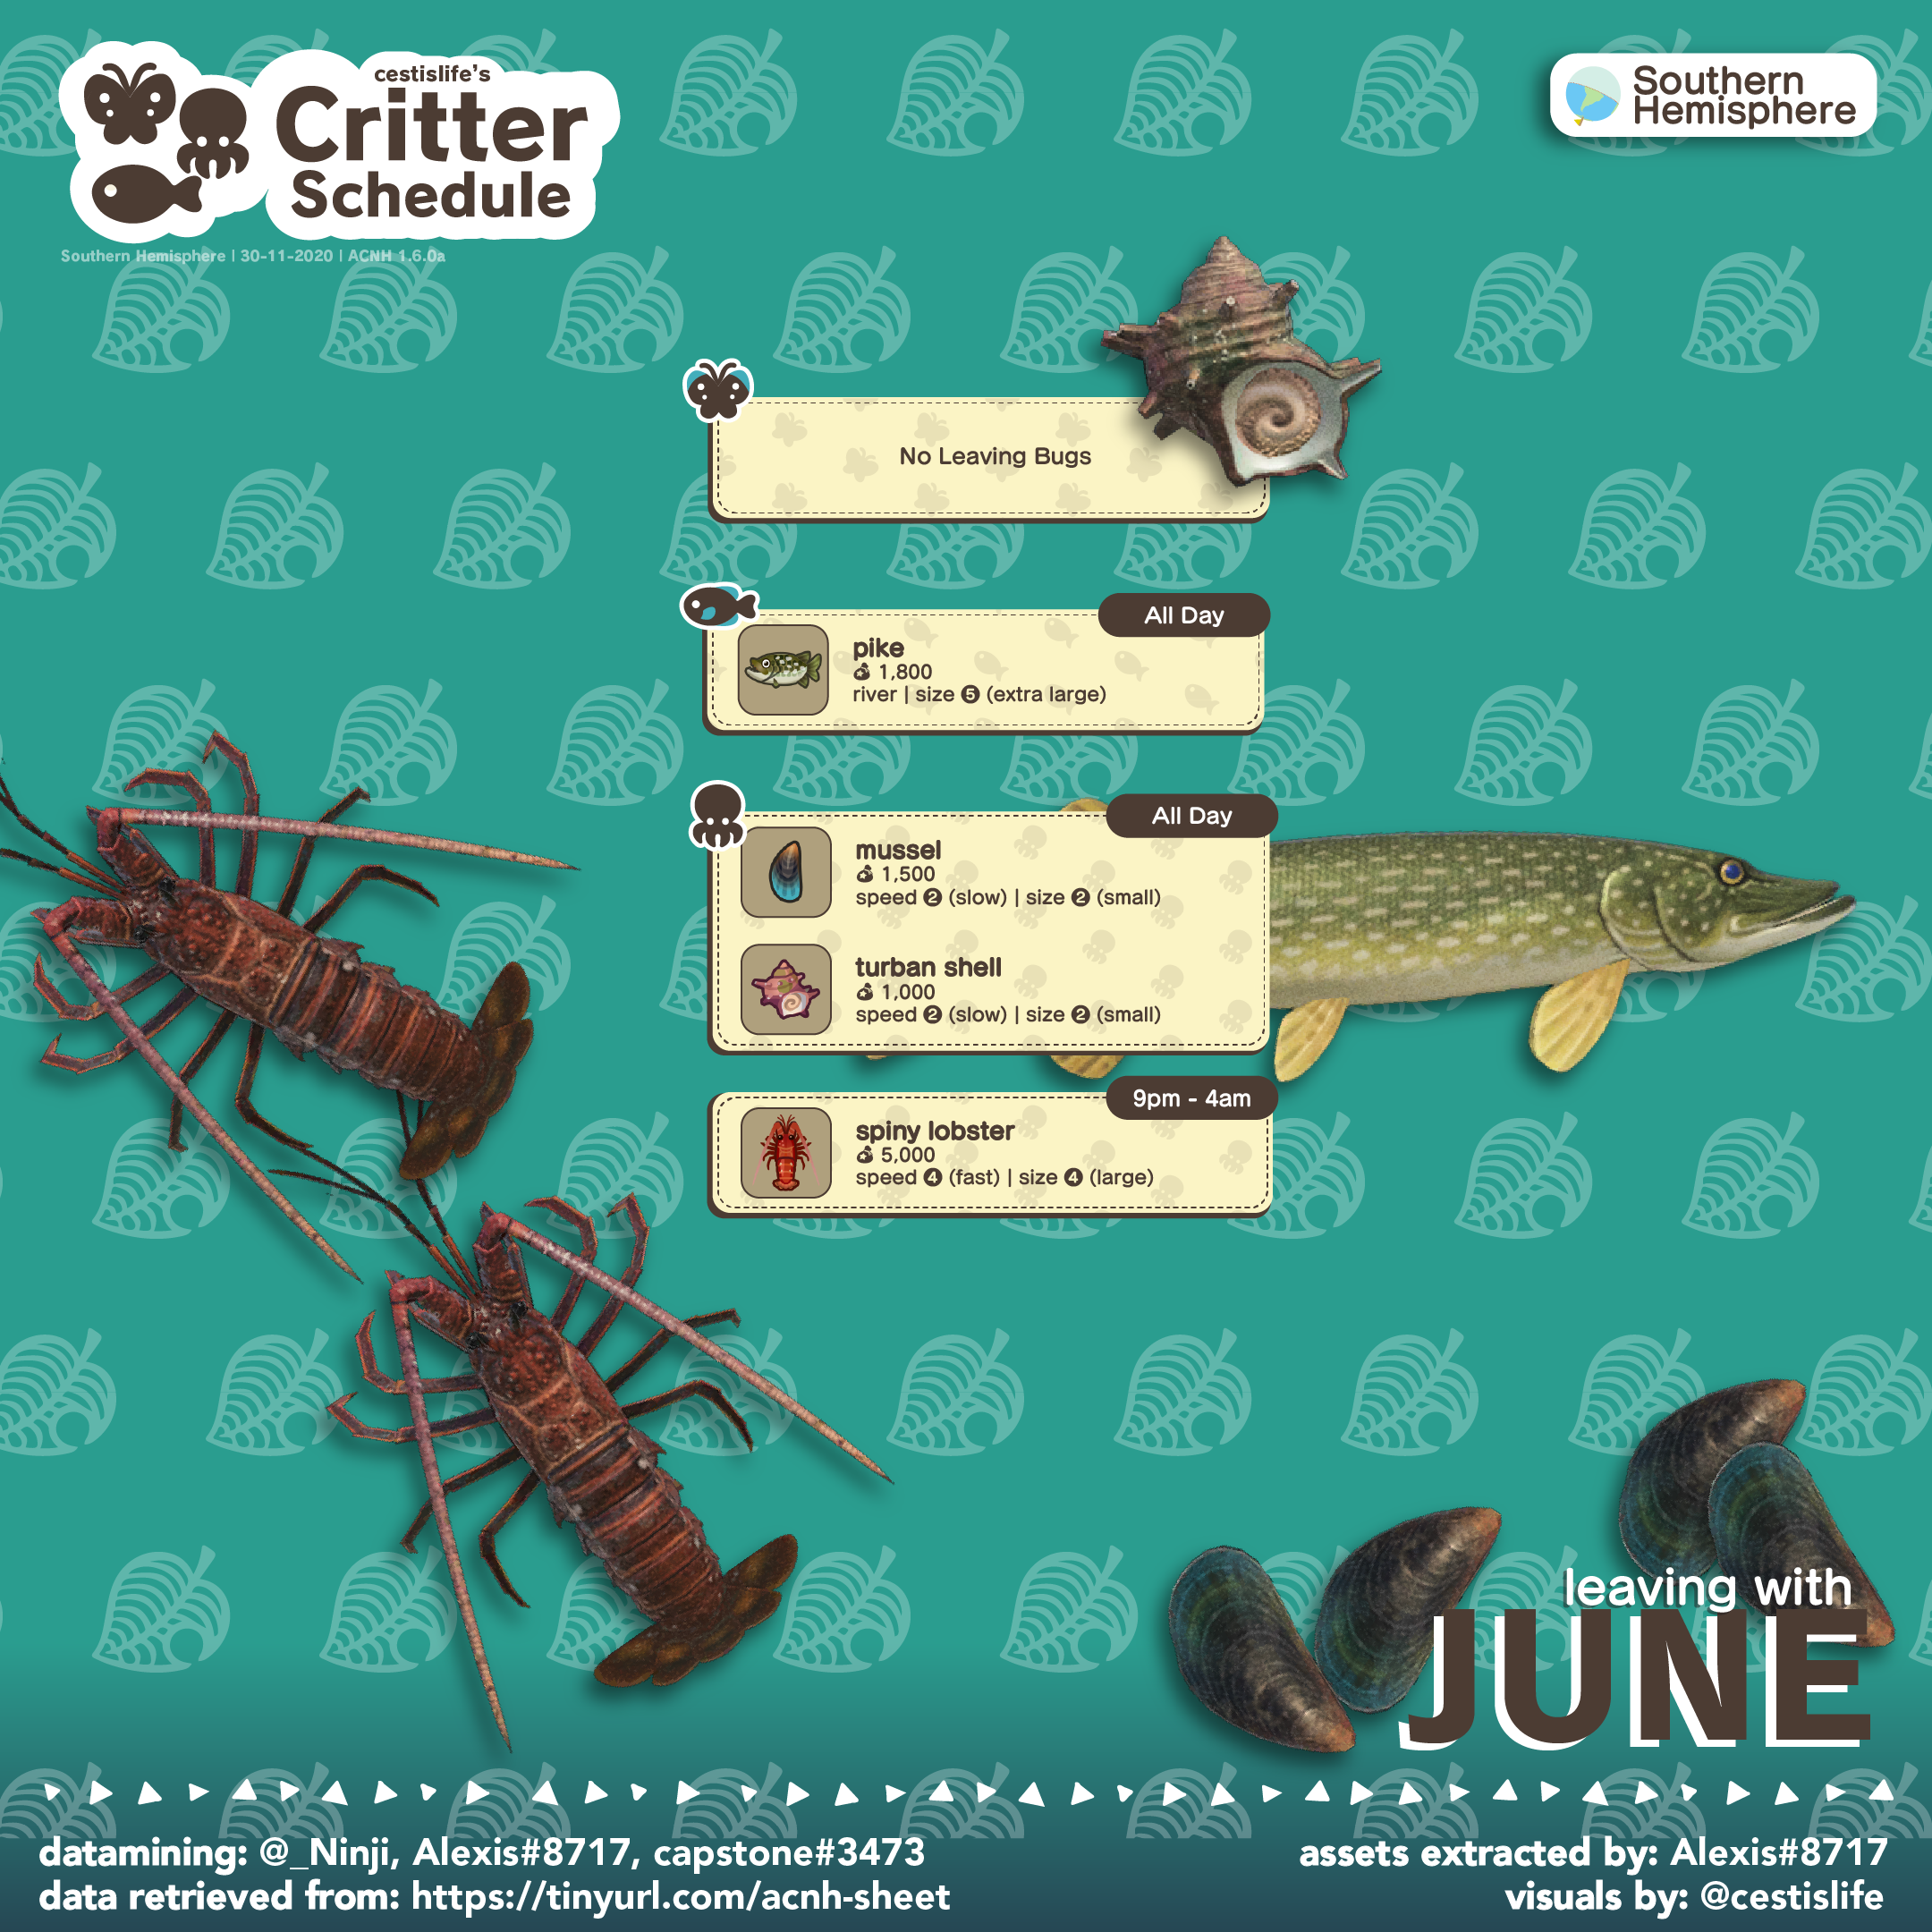 cestislife's
Critter
Schedule
Southern Hemisphere | 30-11-2020 | ACNH 1.6.0a
Southern
Hemisphere
No Leaving Bugs
All Day
pike
1,800
river | size 5 (extra large)
All Day
mussel
1,500
speed 2 (slow) | size 2 (small)
turban shell
1,000
speed 2 (slow) | size 2 (small)
9pm - 4am
spiny lobster
5,000
speed 4 (fast) | size 4 (large)
leaving with
JUNE
datamining: @_Ninji, Alexis#8717, capstone#3473
data retrieved from: https://tinyurl.com/acnh-sheet
assets extracted by: Alexis#8717
visuals by: @cestislife